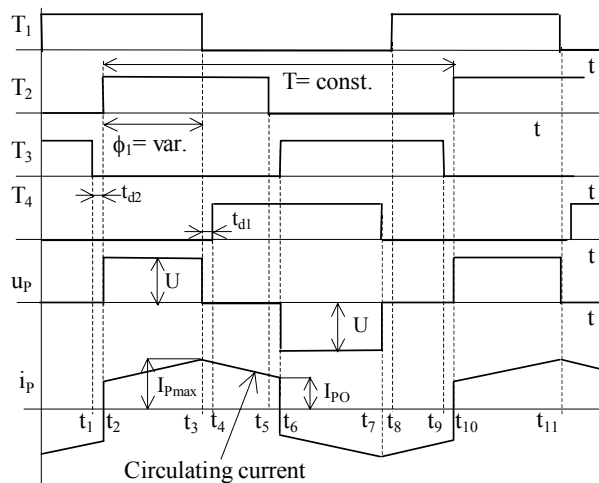 T1
t
T2
T= const.
t
T3
ϕ1= var.
t
T4
td2
td1
t
uP
U
U
t
iP
IPmax
IPO
t1 t2 t3 t4 t5 t6 t7 t8 t9 t10 t11
Circulating current